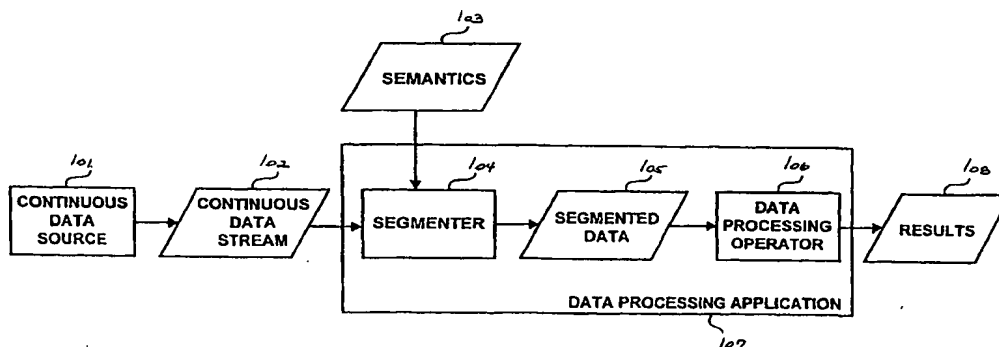 103
SEMANTICS
101
CONTINUOUS
DATA
SOURCE
102
CONTINUOUS
DATA
STREAM
104
SEGMENTER
105
SEGMENTED
DATA
106
DATA
PROCESSING
OPERATOR
108
RESULTS
DATA PROCESSING APPLICATION
107